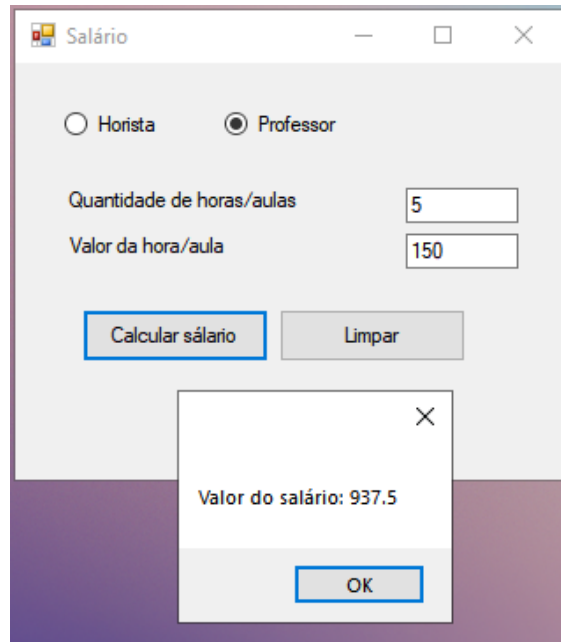 Salário
Horista Professor
Quantidade de horas/aulas 5
Valor da hora/aula 150
Calcular sálario Limpar
Valor do salário: 937.5
OK